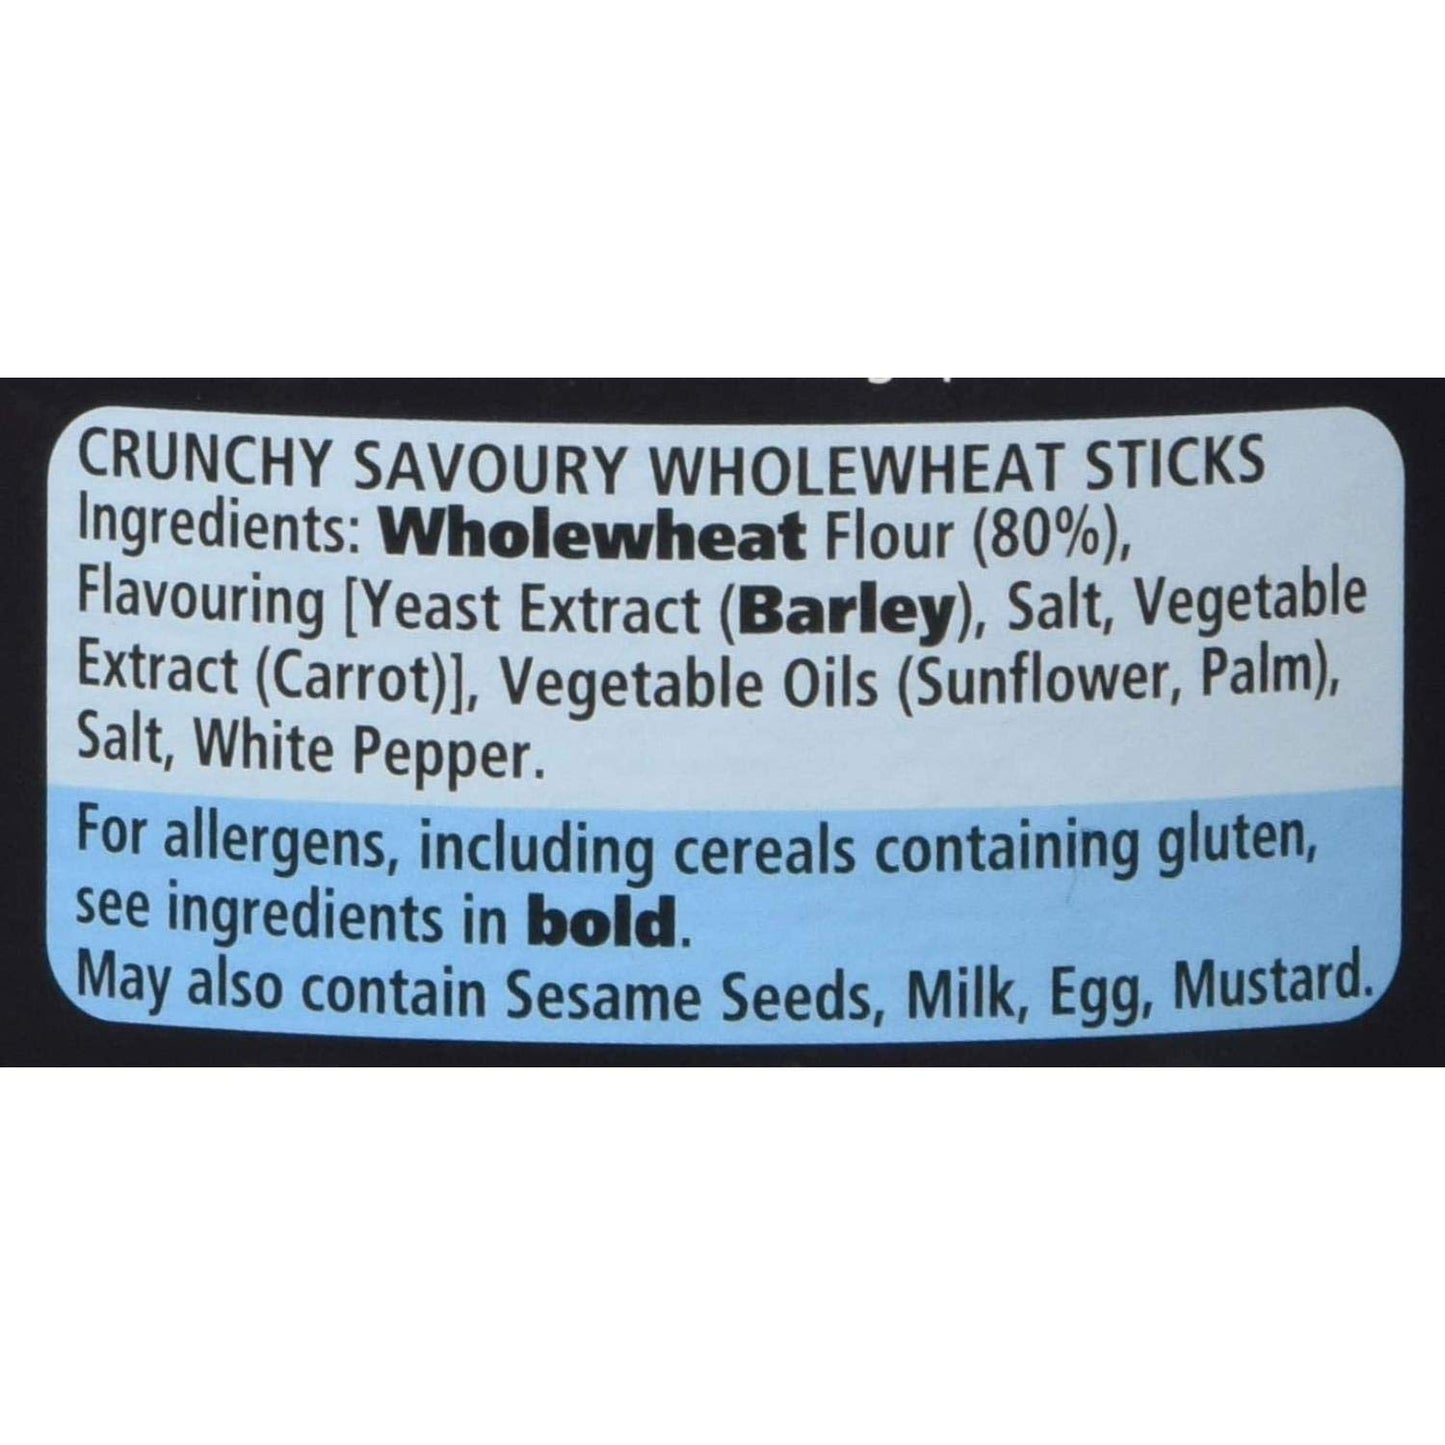 CRUNCHY SAVOURY WHOLEWHEAT STICKS
Ingredients: Wholewheat Flour (80%),
Flavouring [Yeast Extract (Barley), Salt, Vegetable
Extract (Carrot)], Vegetable Oils (Sunflower, Palm),
Salt, White Pepper.
For allergens, including cereals containing gluten,
see ingredients in bold.
May also contain Sesame Seeds, Milk, Egg, Mustard.